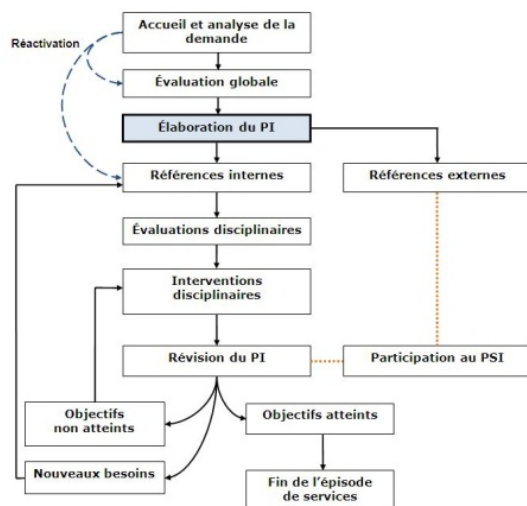 Accueil et analyse de la
demande
Réactivation
Évaluation globale
Élaboration du PI
Références internes
Références externes
Évaluations disciplinaires
Interventions
disciplinaires
Révision du PI
Participation au PSI
Objectifs
non atteints
Objectifs atteints
Nouveaux besoins
Fin de l'épisode
de services